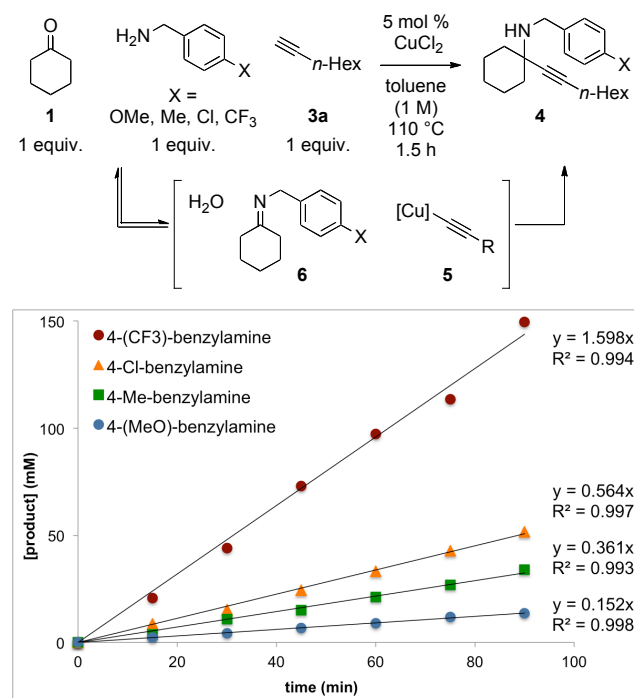 O
H₂N
X
X =
OMe, Me, Cl, CF₃
n-Hex
5 mol %
CuCl₂
toluene
(1 M)
110 °C
1.5 h
HN
X
n-Hex
1
3a
4
1 equiv.
1 equiv.
1 equiv.
H₂O
N
X
[Cu]
R
6
5
150
100
50
0
[product] (mM)
4-(CF3)-benzylamine
4-Cl-benzylamine
4-Me-benzylamine
4-(MeO)-benzylamine
y = 1.598x
R² = 0.994
y = 0.564x
R² = 0.997
y = 0.361x
R² = 0.993
y = 0.152x
R² = 0.998
0
20
40
60
80
100
time (min)